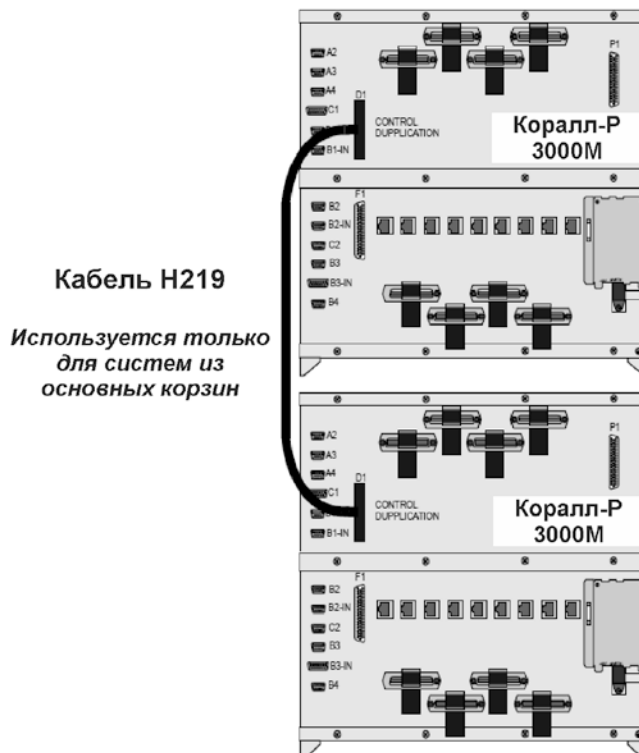 A2
A3
A4
C1
B1-IN
D1
CONTROL
DUPPLICATION
P1
Коралл-Р
3000М
B2
B2-IN
C2
B3
B3-IN
B4
F1
Кабель H219
Используется только
для систем из
основных корзин
A2
A3
A4
C1
B1-IN
D1
CONTROL
DUPPLICATION
P1
Коралл-Р
3000М
B2
B2-IN
C2
B3
B3-IN
B4
F1